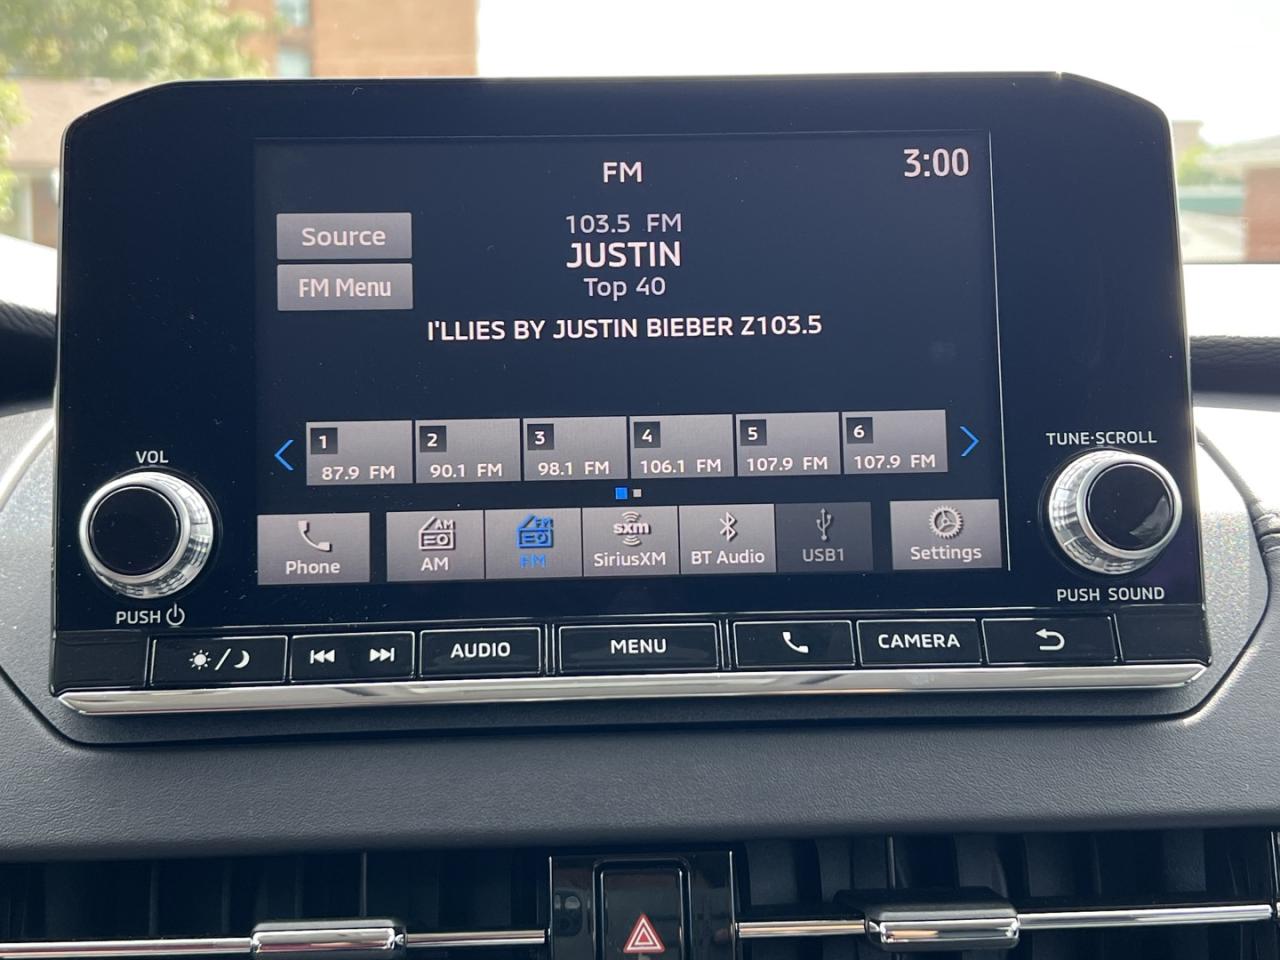 FM
3:00
Source
FM Menu
103.5 FM
JUSTIN
Top 40
I'LLIES BY JUSTIN BIEBER Z103.5
1
87.9 FM
2
90.1 FM
3
98.1 FM
4
106.1 FM
5
107.9 FM
6
107.9 FM
VOL
PUSH
TUNE·SCROLL
PUSH SOUND
Phone
AM
AM
FM
FM
sxm
SiriusXM
BT Audio
USB1
Settings
AUDIO
MENU
CAMERA